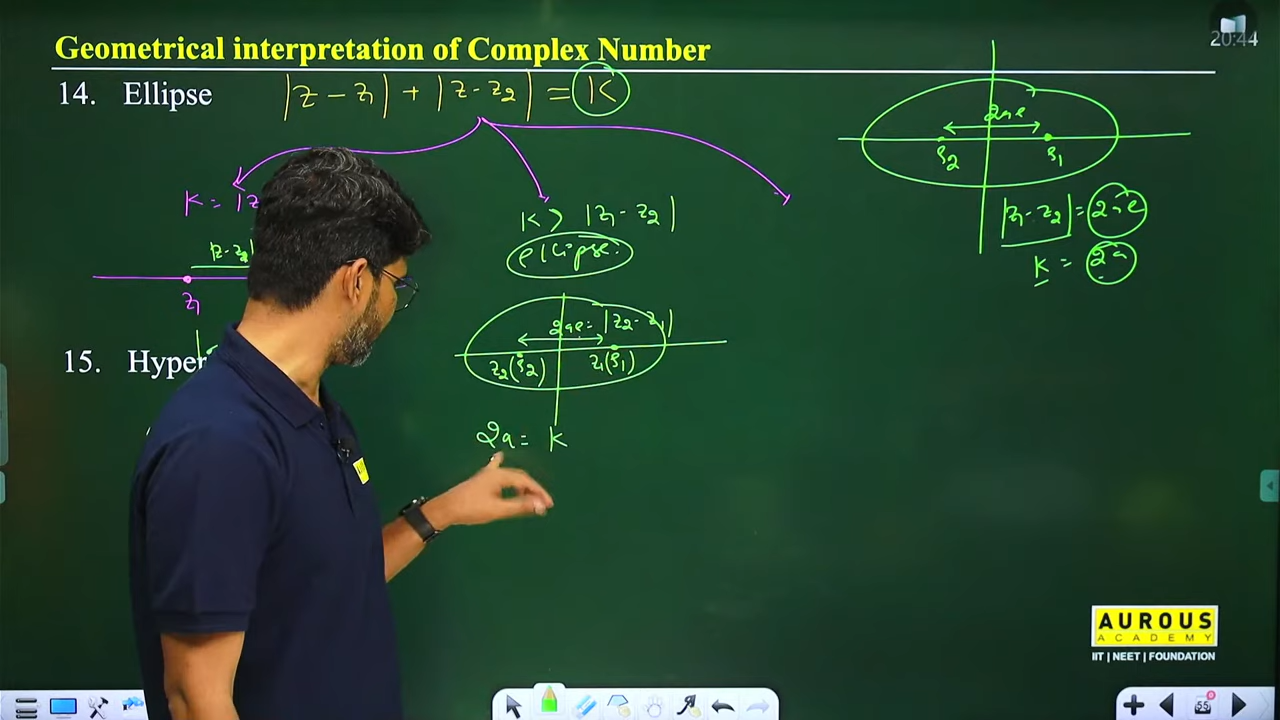 20:44
Geometrical interpretation of Complex Number
14. Ellipse |z - z1| + |z - z2| = K
K = |z
K > |z1 - z2|
ellipse.
|z - z2|
z1
2ae = |z2 - z1|
z2(S2) z1(S1)
2a = K
15. Hyper
2ae
S2 S1
|z1 - z2| = 2ae
K = 2a
AUROUS
ACADEMY
IIT | NEET | FOUNDATION
55